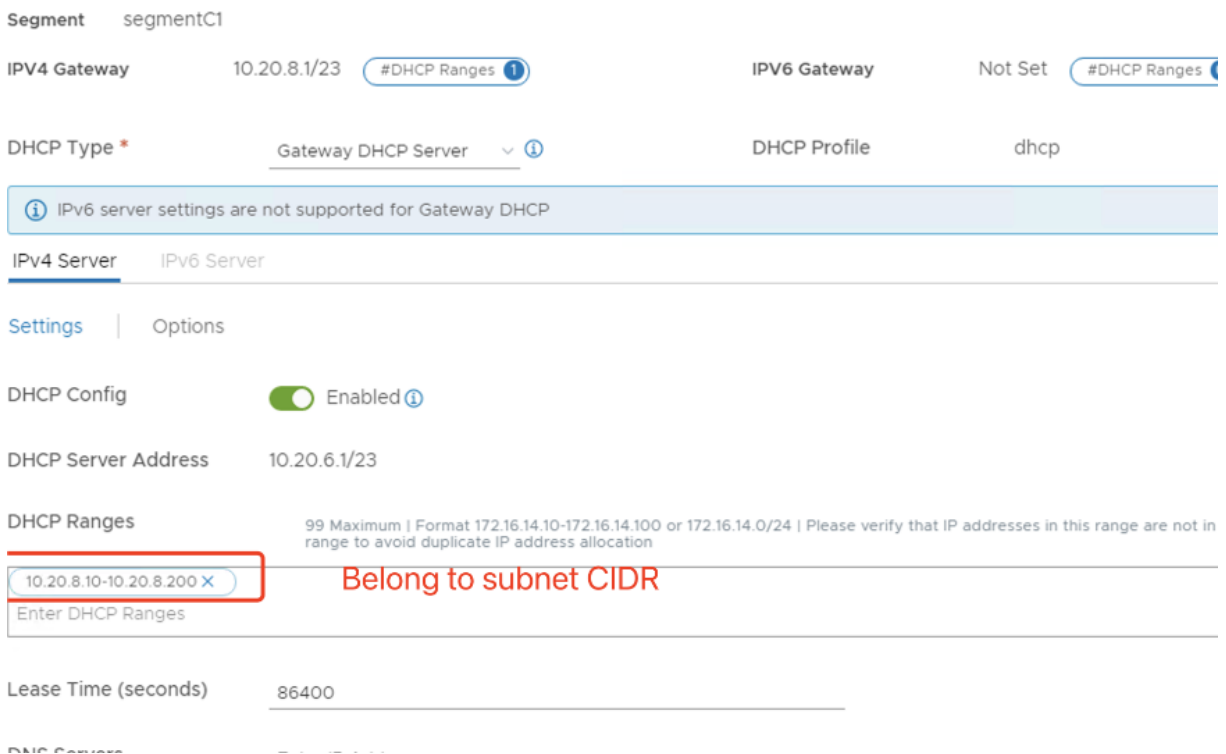 Segment segmentC1
IPV4 Gateway 10.20.8.1/23 #DHCP Ranges 1 IPV6 Gateway Not Set #DHCP Ranges
DHCP Type * Gateway DHCP Server DHCP Profile dhcp
IPv6 server settings are not supported for Gateway DHCP
IPv4 Server IPv6 Server
Settings Options
DHCP Config Enabled
DHCP Server Address 10.20.6.1/23
DHCP Ranges 99 Maximum | Format 172.16.14.10-172.16.14.100 or 172.16.14.0/24 | Please verify that IP addresses in this range are not in
range to avoid duplicate IP address allocation
10.20.8.10-10.20.8.200 × Belong to subnet CIDR
Enter DHCP Ranges
Lease Time (seconds) 86400
DNS Servers